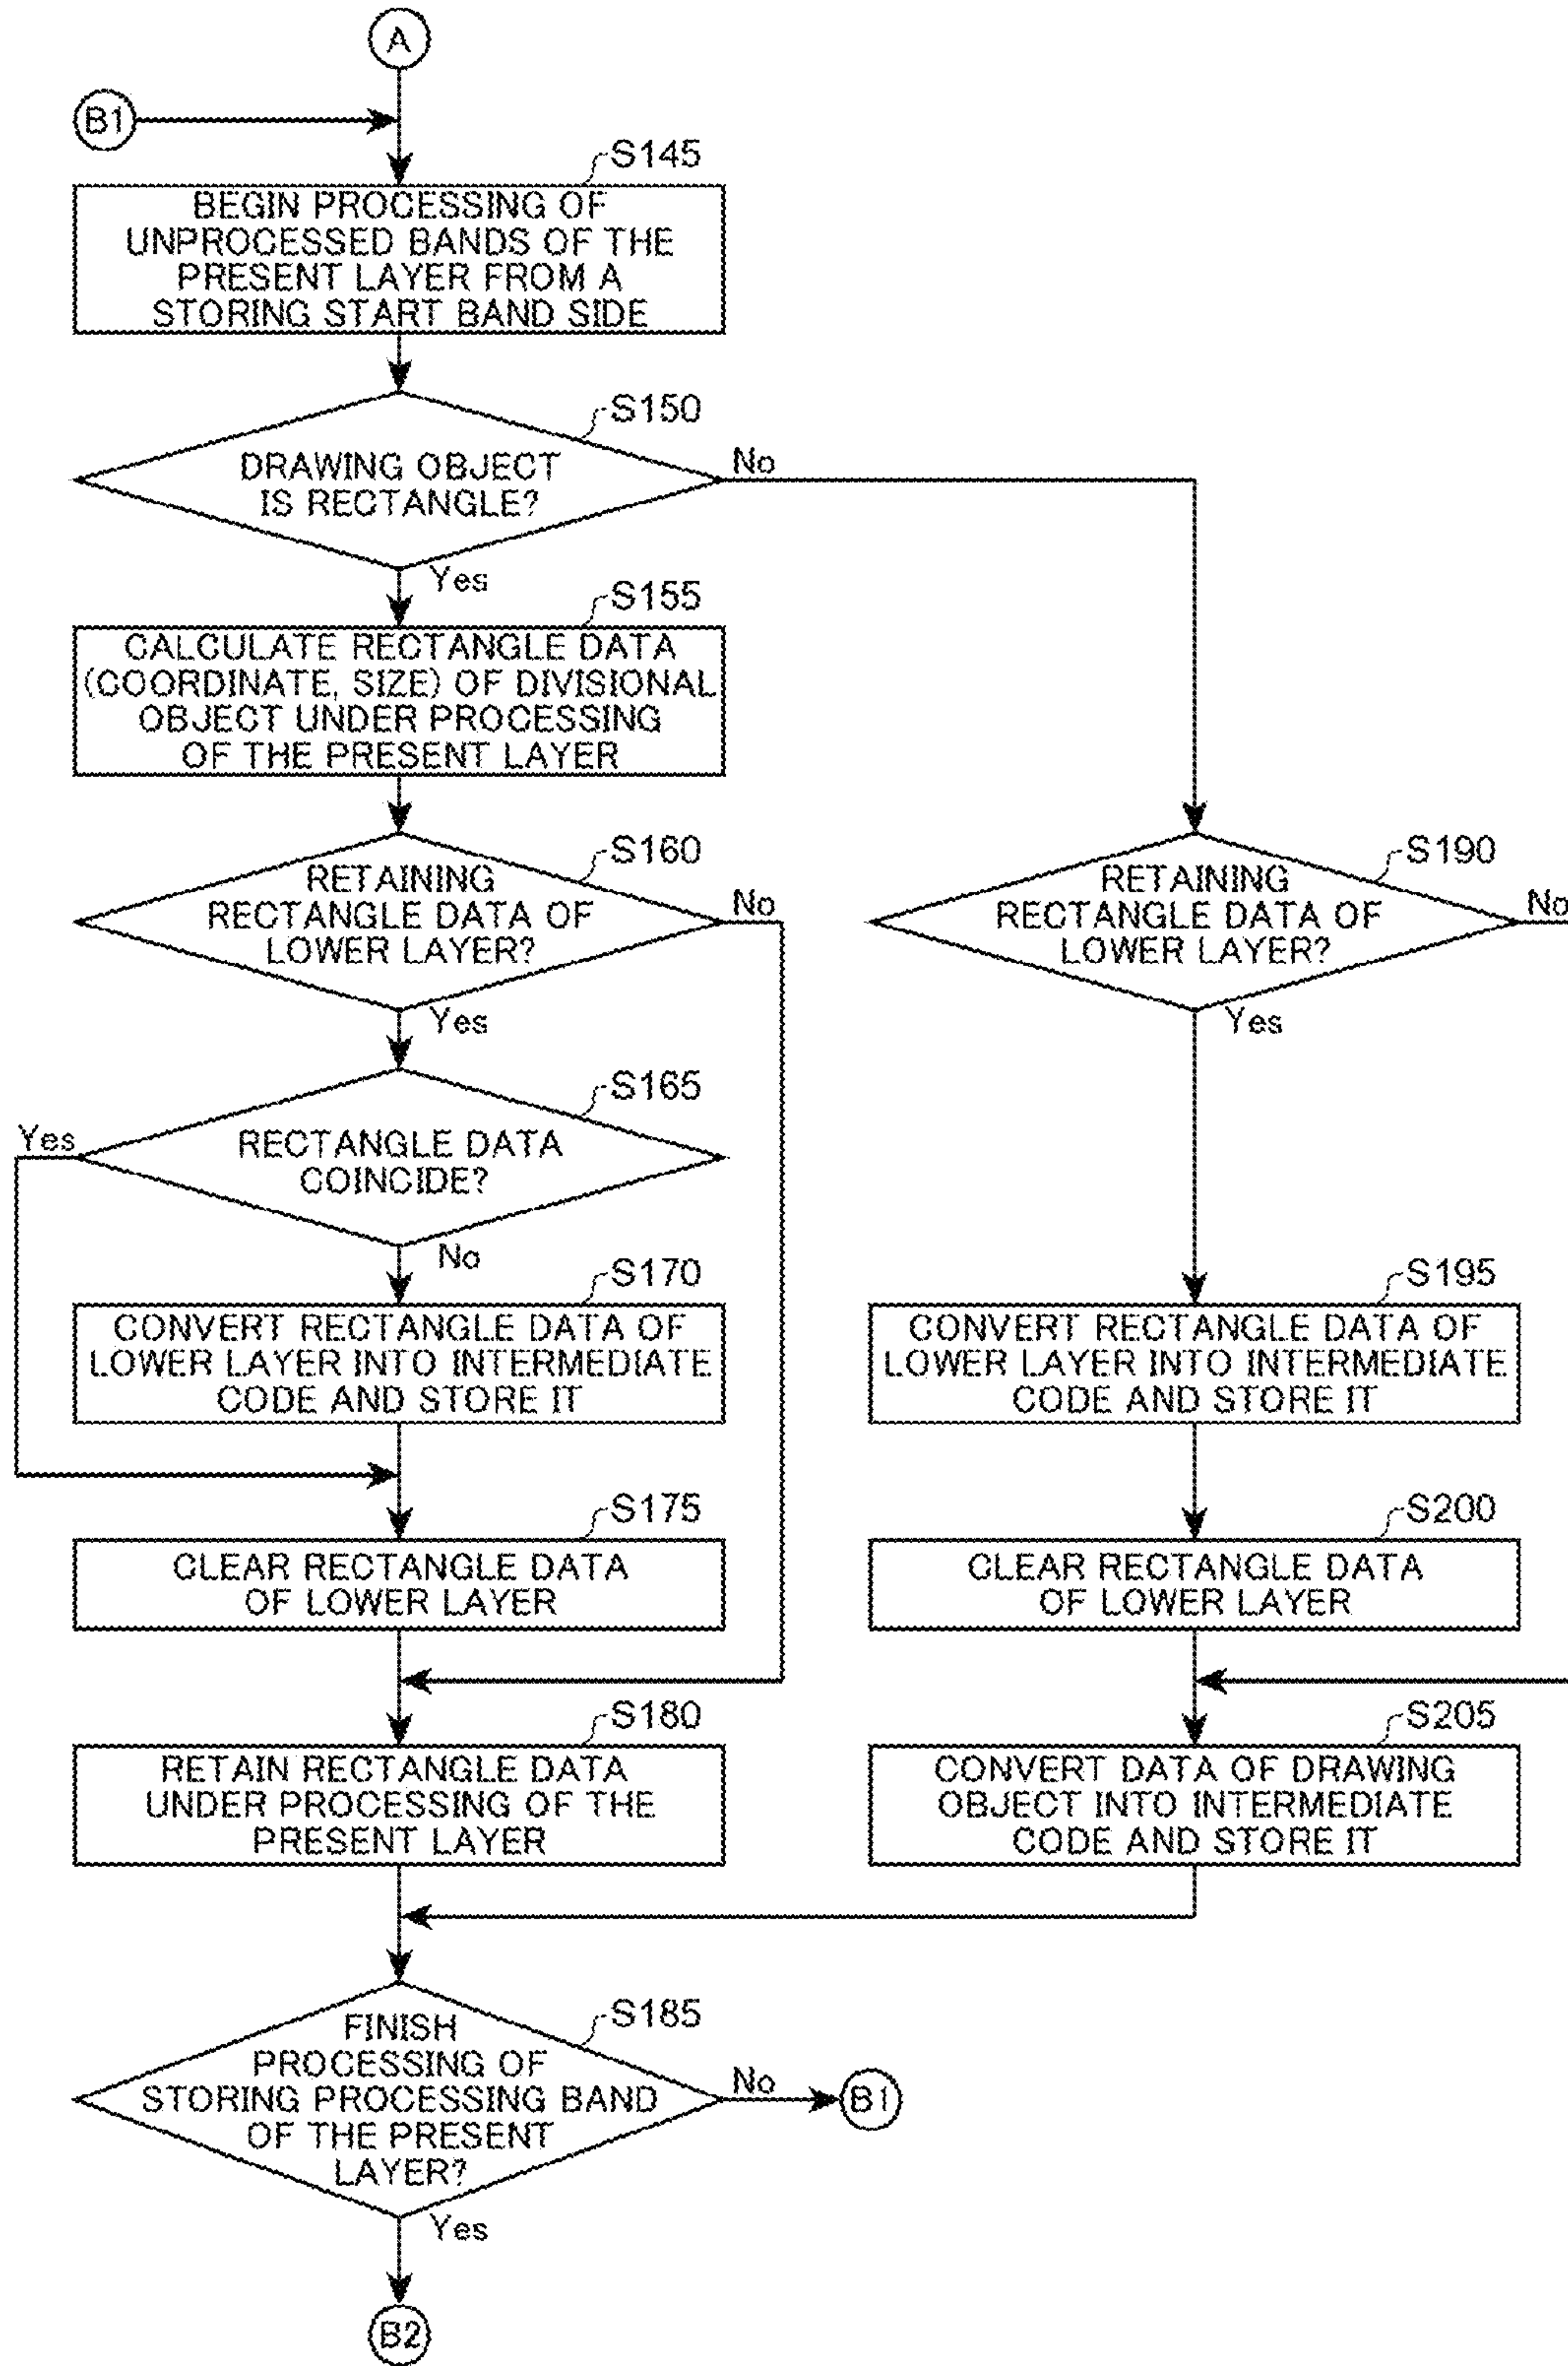 A
B1
S145
BEGIN PROCESSING OF
UNPROCESSED BANDS OF THE
PRESENT LAYER FROM A
STORING START BAND SIDE
S150
DRAWING OBJECT
IS RECTANGLE?
No
Yes
S155
CALCULATE RECTANGLE DATA
(COORDINATE, SIZE) OF DIVISIONAL
OBJECT UNDER PROCESSING
OF THE PRESENT LAYER
S160
RETAINING
RECTANGLE DATA OF
LOWER LAYER?
No
Yes
S190
RETAINING
RECTANGLE DATA OF
LOWER LAYER?
No
Yes
S165
RECTANGLE DATA
COINCIDE?
Yes
No
S170
CONVERT RECTANGLE DATA OF
LOWER LAYER INTO INTERMEDIATE
CODE AND STORE IT
S195
CONVERT RECTANGLE DATA OF
LOWER LAYER INTO INTERMEDIATE
CODE AND STORE IT
S175
CLEAR RECTANGLE DATA
OF LOWER LAYER
S200
CLEAR RECTANGLE DATA
OF LOWER LAYER
S180
RETAIN RECTANGLE DATA
UNDER PROCESSING OF THE
PRESENT LAYER
S205
CONVERT DATA OF DRAWING
OBJECT INTO INTERMEDIATE
CODE AND STORE IT
S185
FINISH
PROCESSING OF
STORING PROCESSING BAND
OF THE PRESENT
LAYER?
No
B1
Yes
B2